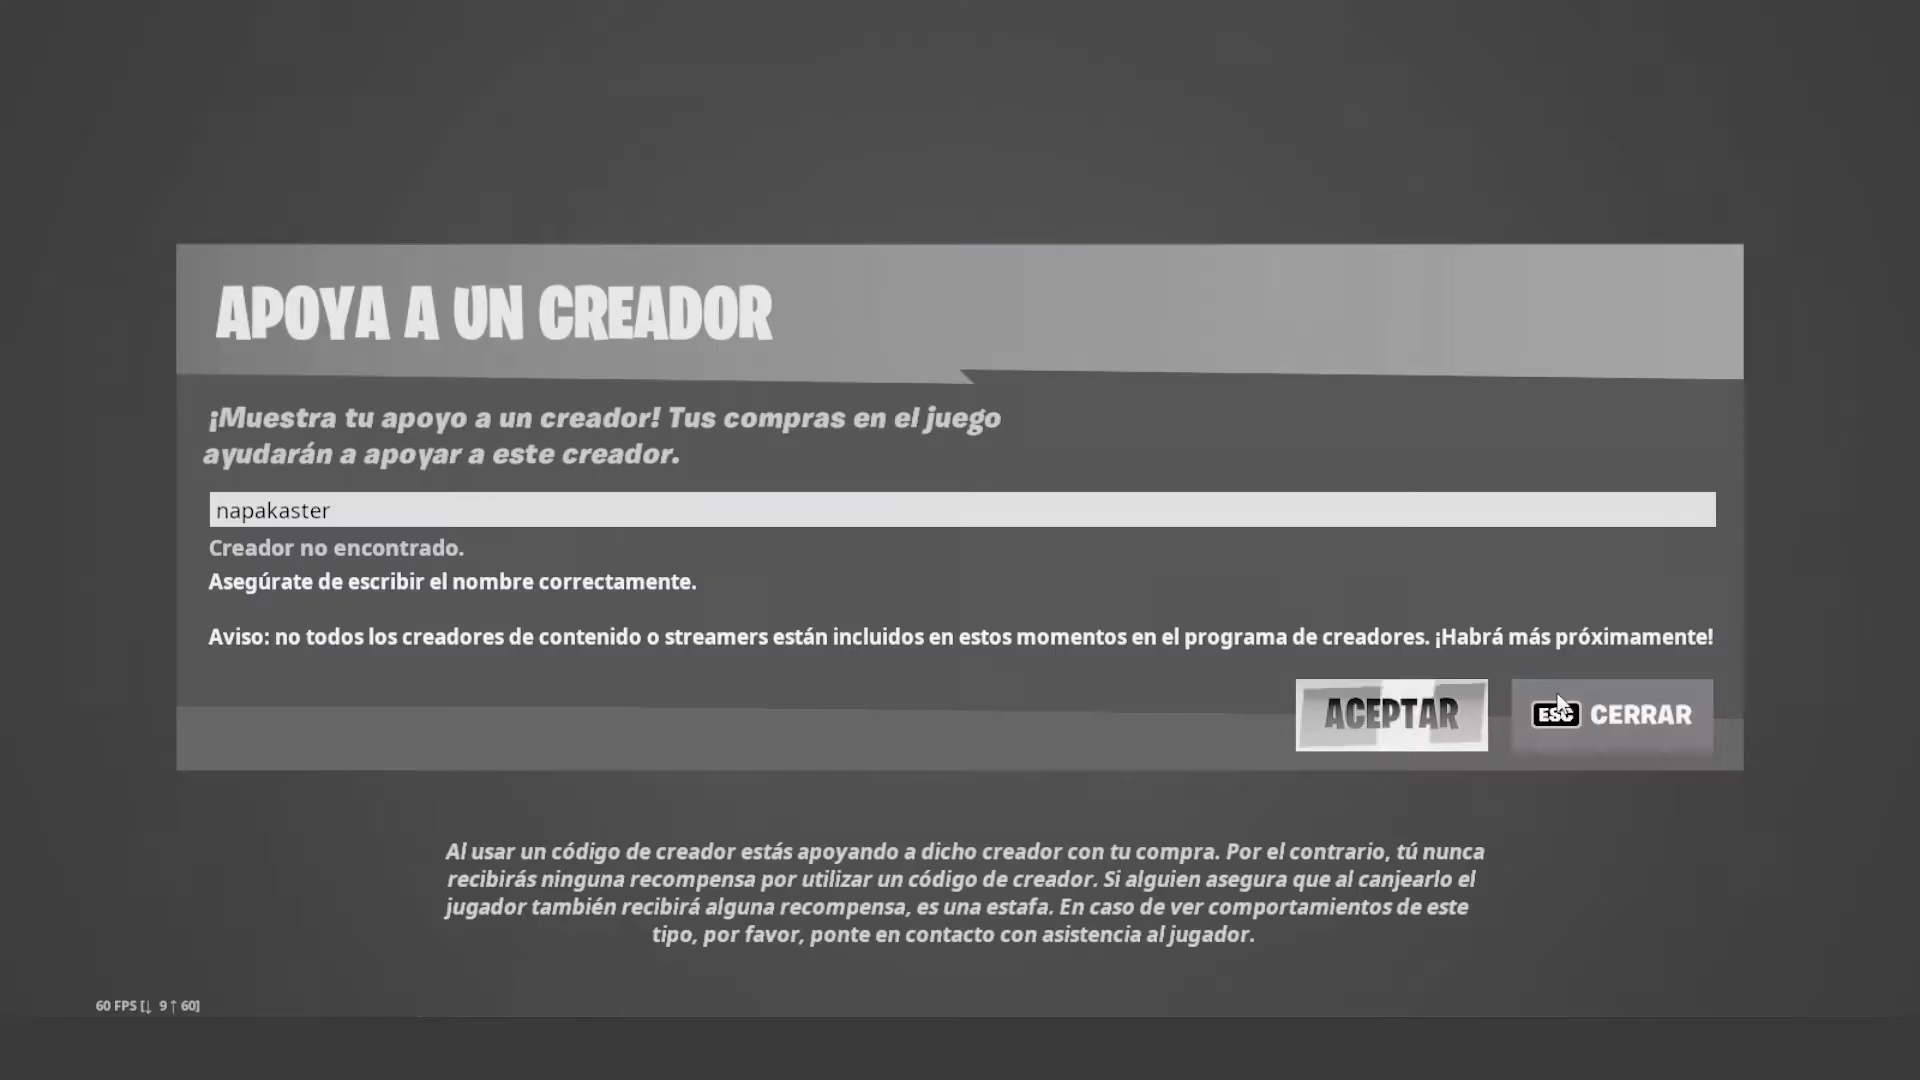 APOYA A UN CREADOR
¡Muestra tu apoyo a un creador! Tus compras en el juego
ayudarán a apoyar a este creador.
napakaster
Creador no encontrado.
Asegúrate de escribir el nombre correctamente.
Aviso: no todos los creadores de contenido o streamers están incluidos en estos momentos en el programa de creadores. ¡Habrá más próximamente!
ACEPTAR
ESC CERRAR
Al usar un código de creador estás apoyando a dicho creador con tu compra. Por el contrario, tú nunca
recibirás ninguna recompensa por utilizar un código de creador. Si alguien asegura que al canjearlo el
jugador también recibirá alguna recompensa, es una estafa. En caso de ver comportamientos de este
tipo, por favor, ponte en contacto con asistencia al jugador.
60 FPS [↓ 9 ↑ 60]